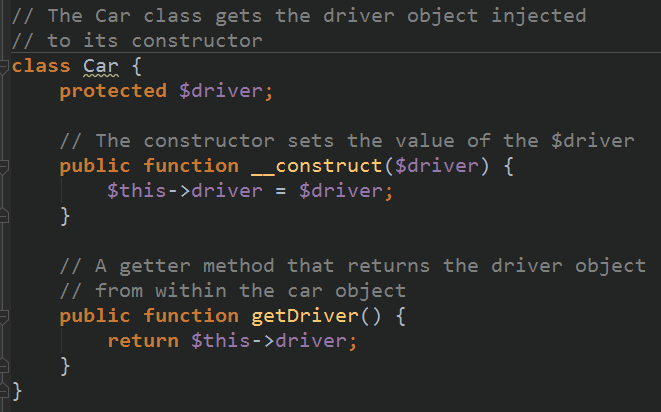 // The Car class gets the driver object injected
// to its constructor
class Car {
    protected $driver;

    // The constructor sets the value of the $driver
    public function __construct($driver) {
        $this->driver = $driver;
    }

    // A getter method that returns the driver object
    // from within the car object
    public function getDriver() {
        return $this->driver;
    }
}